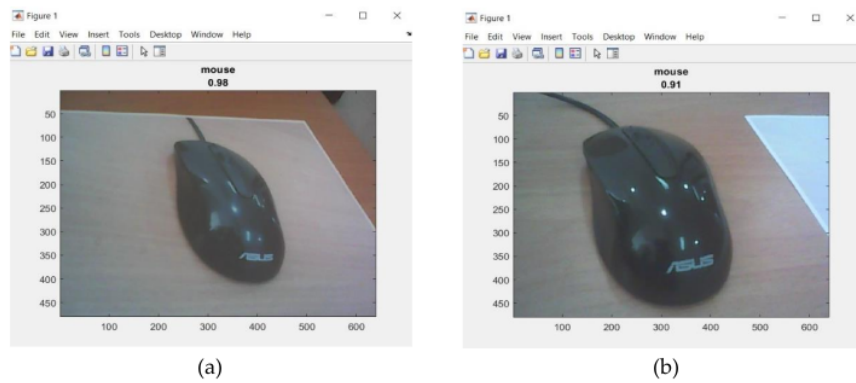 Figure 1
File Edit View Insert Tools Desktop Window Help
mouse
0.98
50
100
150
200
250
300
350
400
450
100 200 300 400 500 600
ASUS
(a)
Figure 1
File Edit View Insert Tools Desktop Window Help
mouse
0.91
50
100
150
200
250
300
350
400
450
100 200 300 400 500 600
ASUS
(b)